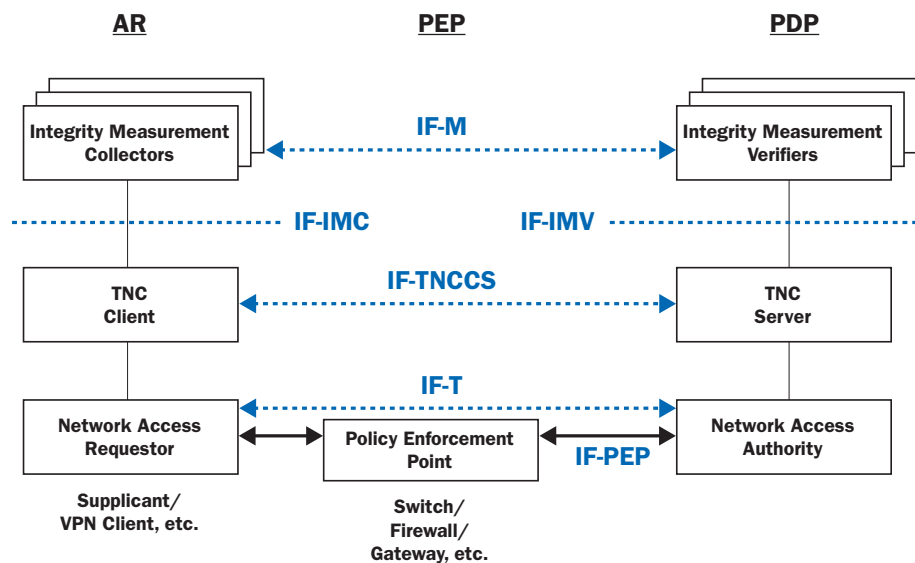 AR
PEP
PDP
Integrity Measurement
Collectors
IF-M
Integrity Measurement
Verifiers
IF-IMC
IF-IMV
TNC
Client
IF-TNCCS
TNC
Server
IF-T
Network Access
Requestor
Policy Enforcement
Point
IF-PEP
Network Access
Authority
Supplicant/
VPN Client, etc.
Switch/
Firewall/
Gateway, etc.